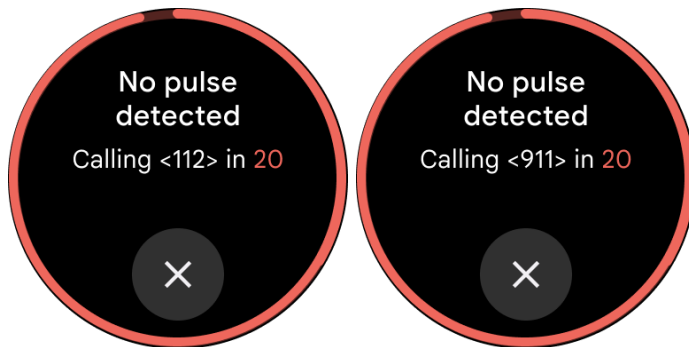 No pulse
detected
Calling <112> in 20
No pulse
detected
Calling <911> in 20